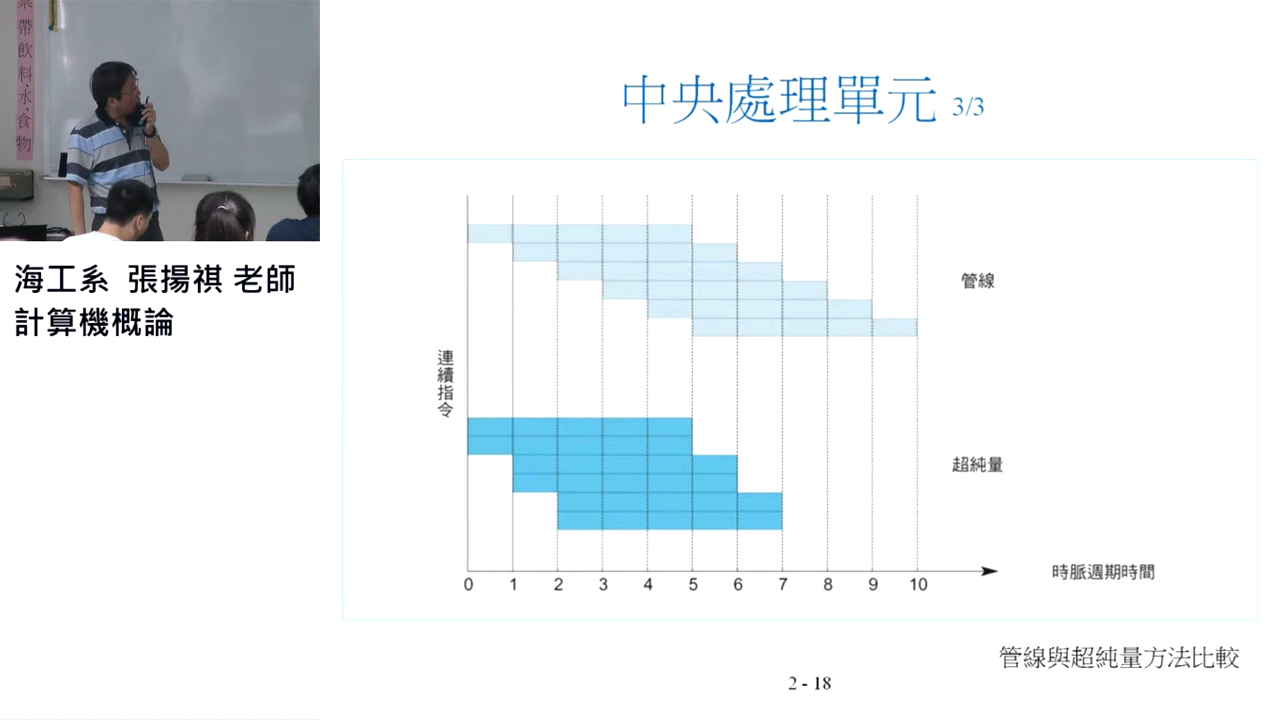 帶飲料、水、食物
海工系 張揚祺 老師
計算機概論
中央處理單元 3/3
管線
連續指令
超純量
0 1 2 3 4 5 6 7 8 9 10
時脈週期時間
管線與超純量方法比較
2 - 18